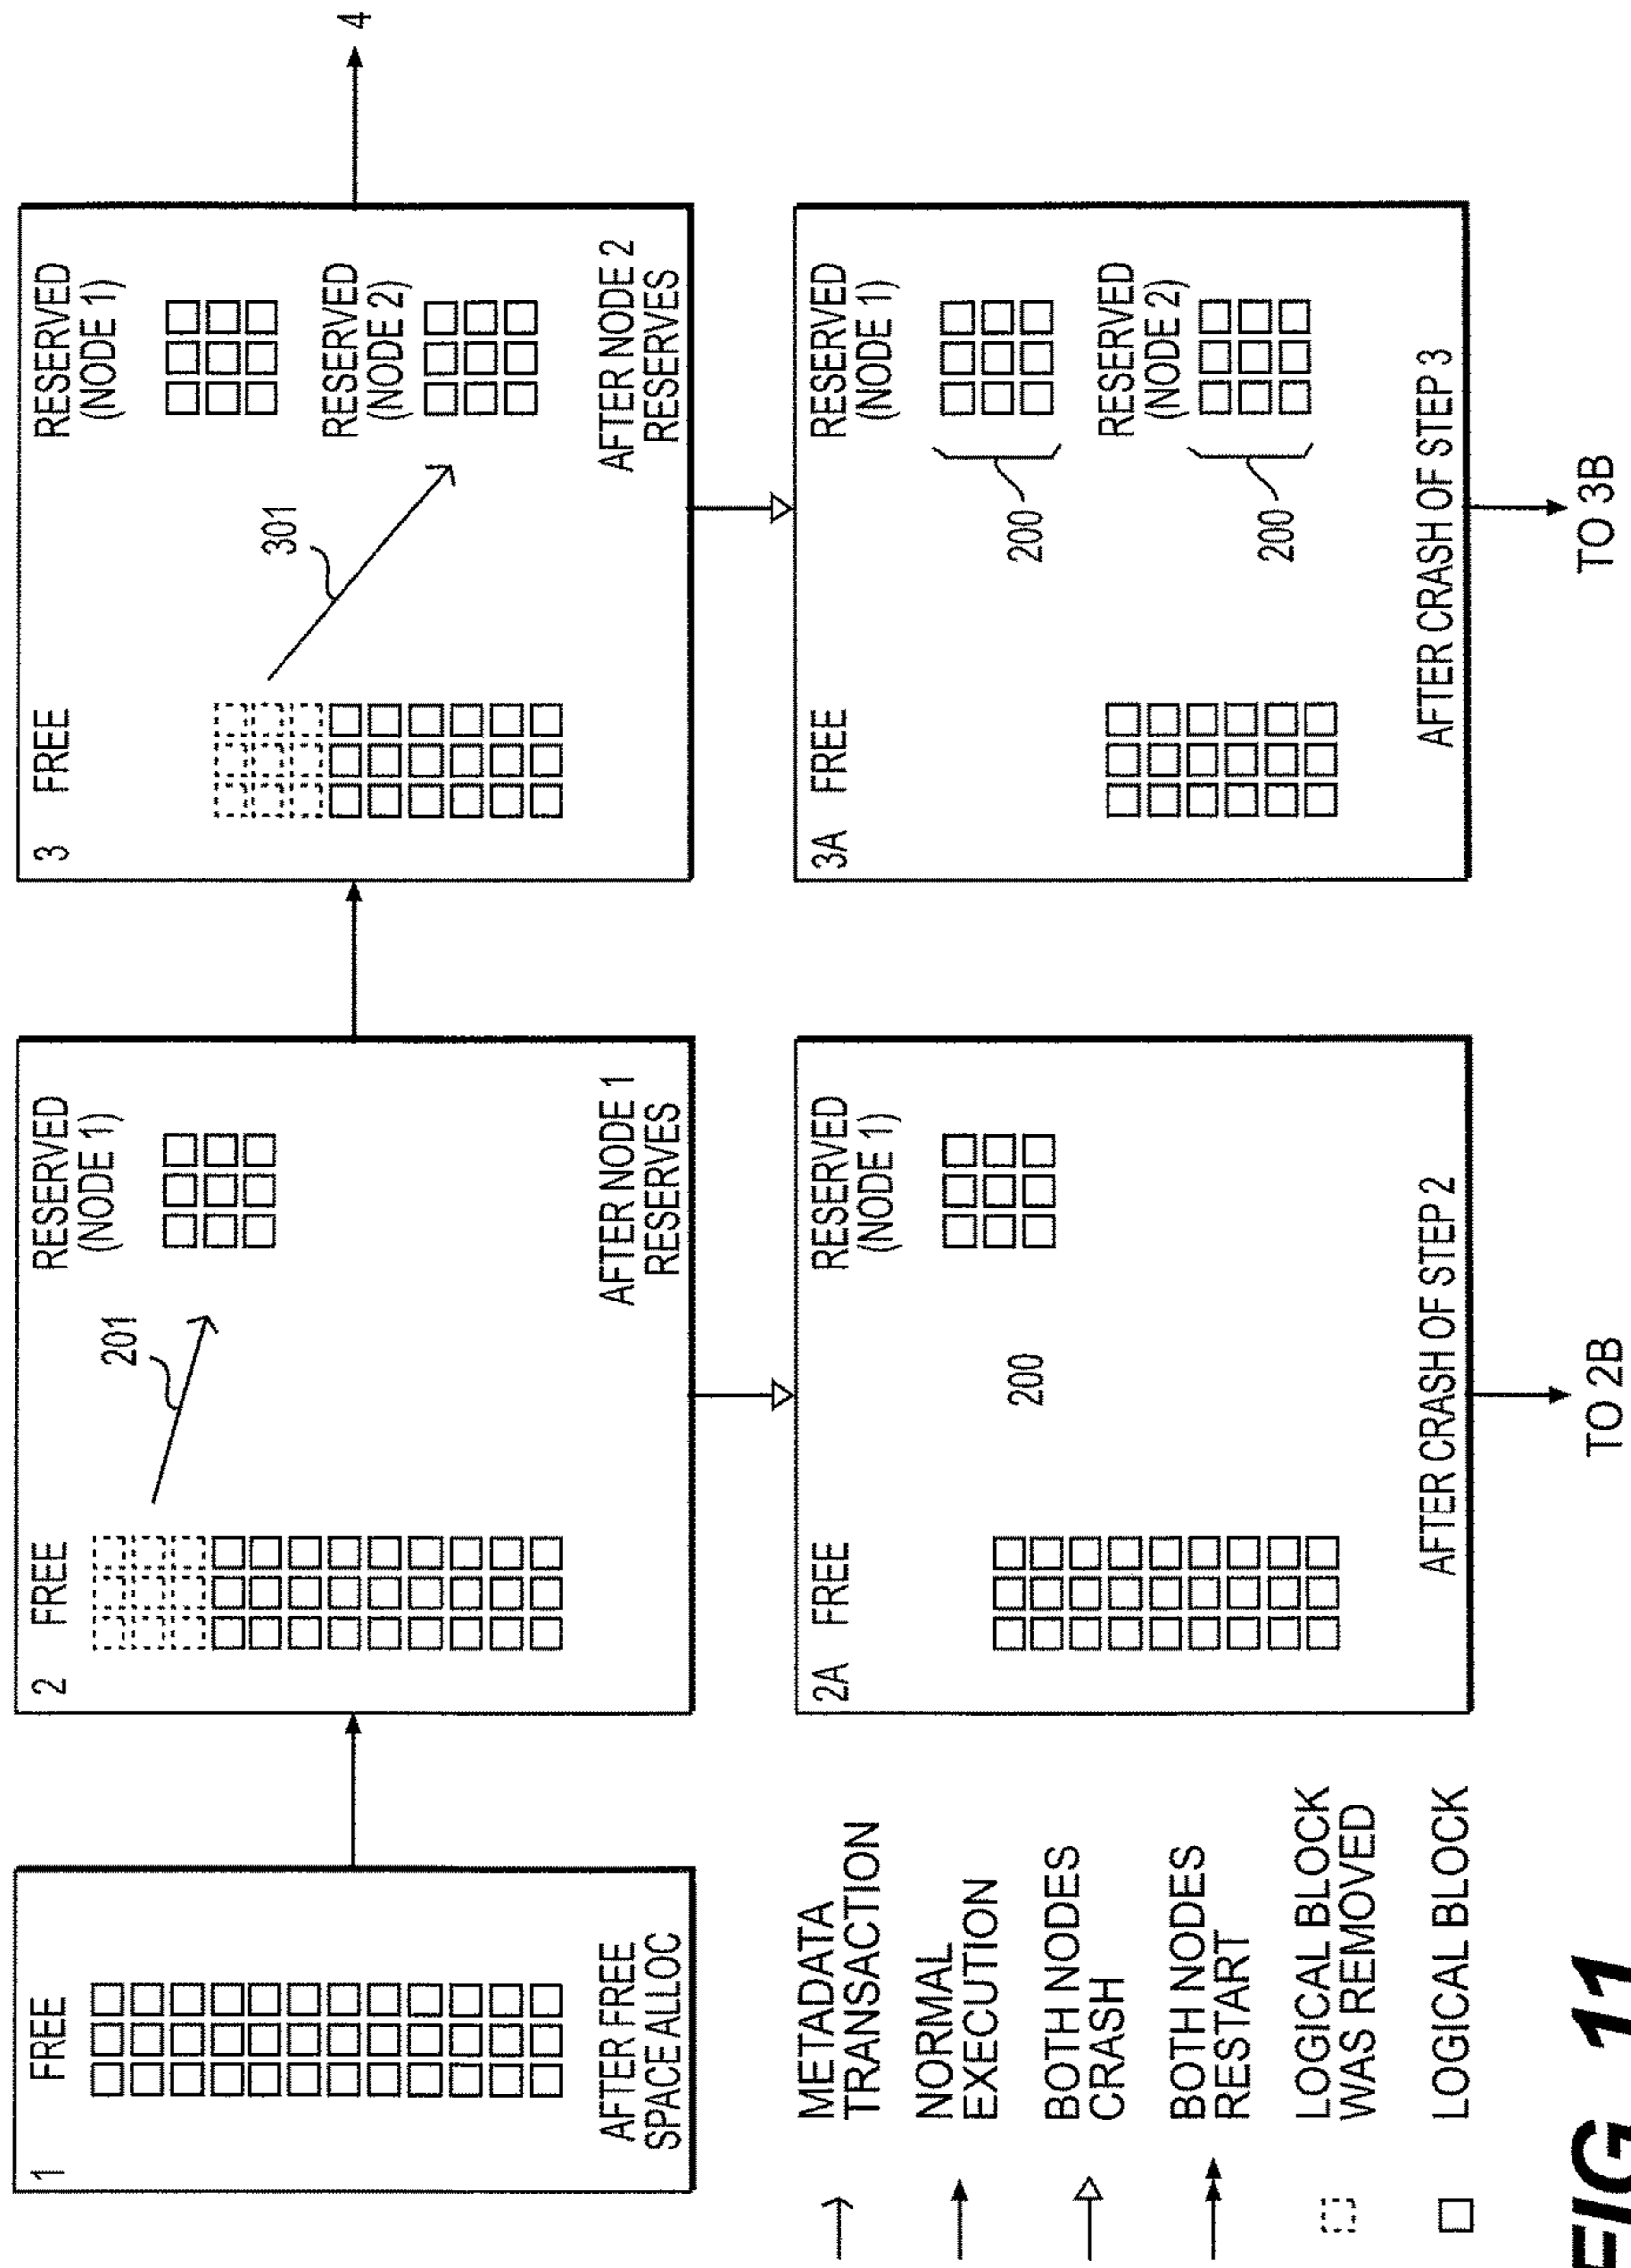 1 FREE
AFTER FREE
SPACE ALLOC
2 FREE
RESERVED
(NODE 1)
201
AFTER NODE 1
RESERVES
3 FREE
RESERVED
(NODE 1)
301
RESERVED
(NODE 2)
AFTER NODE 2
RESERVES
4
2A FREE
RESERVED
(NODE 1)
200
AFTER CRASH OF STEP 2
TO 2B
3A FREE
RESERVED
(NODE 1)
200
RESERVED
(NODE 2)
200
AFTER CRASH OF STEP 3
TO 3B
METADATA
TRANSACTION
NORMAL
EXECUTION
BOTH NODES
CRASH
BOTH NODES
RESTART
LOGICAL BLOCK
WAS REMOVED
LOGICAL BLOCK
FIG 11